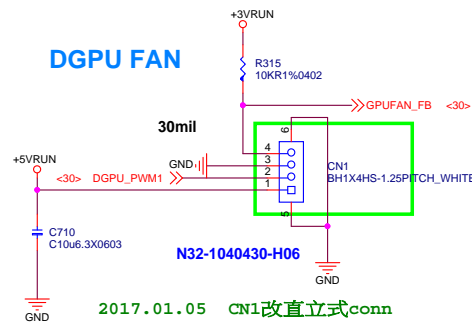 +3VRUN
DGPU FAN
R315
10KR1%0402
GPUFAN_FB <30>
30mil
6
4
3
2
1
GND
CN1
BH1X4HS-1.25PITCH_WHITE
+5VRUN
<30> DGPU_PWM1
5
C710
C10u6.3X0603
N32-1040430-H06
GND
GND
2017.01.05 CN1改直立式conn